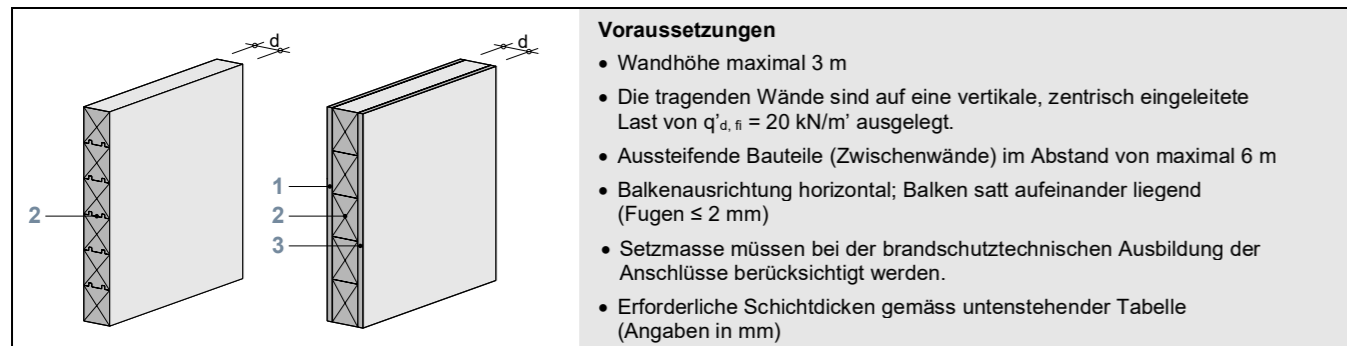 d
d
1
2
2
3
Voraussetzungen
• Wandhöhe maximal 3 m
• Die tragenden Wände sind auf eine vertikale, zentrisch eingeleitete
Last von q’d, fi = 20 kN/m’ ausgelegt.
• Aussteifende Bauteile (Zwischenwände) im Abstand von maximal 6 m
• Balkenausrichtung horizontal; Balken satt aufeinander liegend
(Fugen ≤ 2 mm)
• Setzmasse müssen bei der brandschutztechnischen Ausbildung der
Anschlüsse berücksichtigt werden.
• Erforderliche Schichtdicken gemäss untenstehender Tabelle
(Angaben in mm)